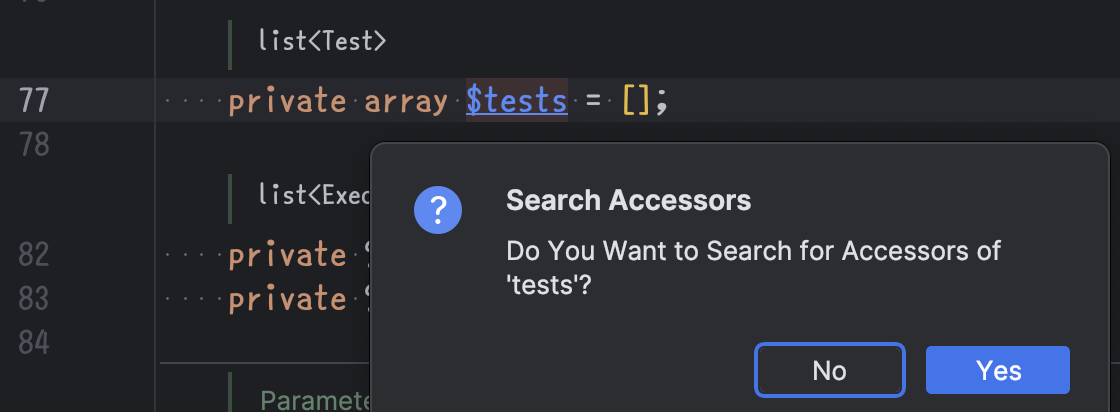 list<Test>
77 private array $tests = [];
78
list<Exec
82 private
83 private
84
?
Search Accessors
Do You Want to Search for Accessors of
'tests'?
No Yes